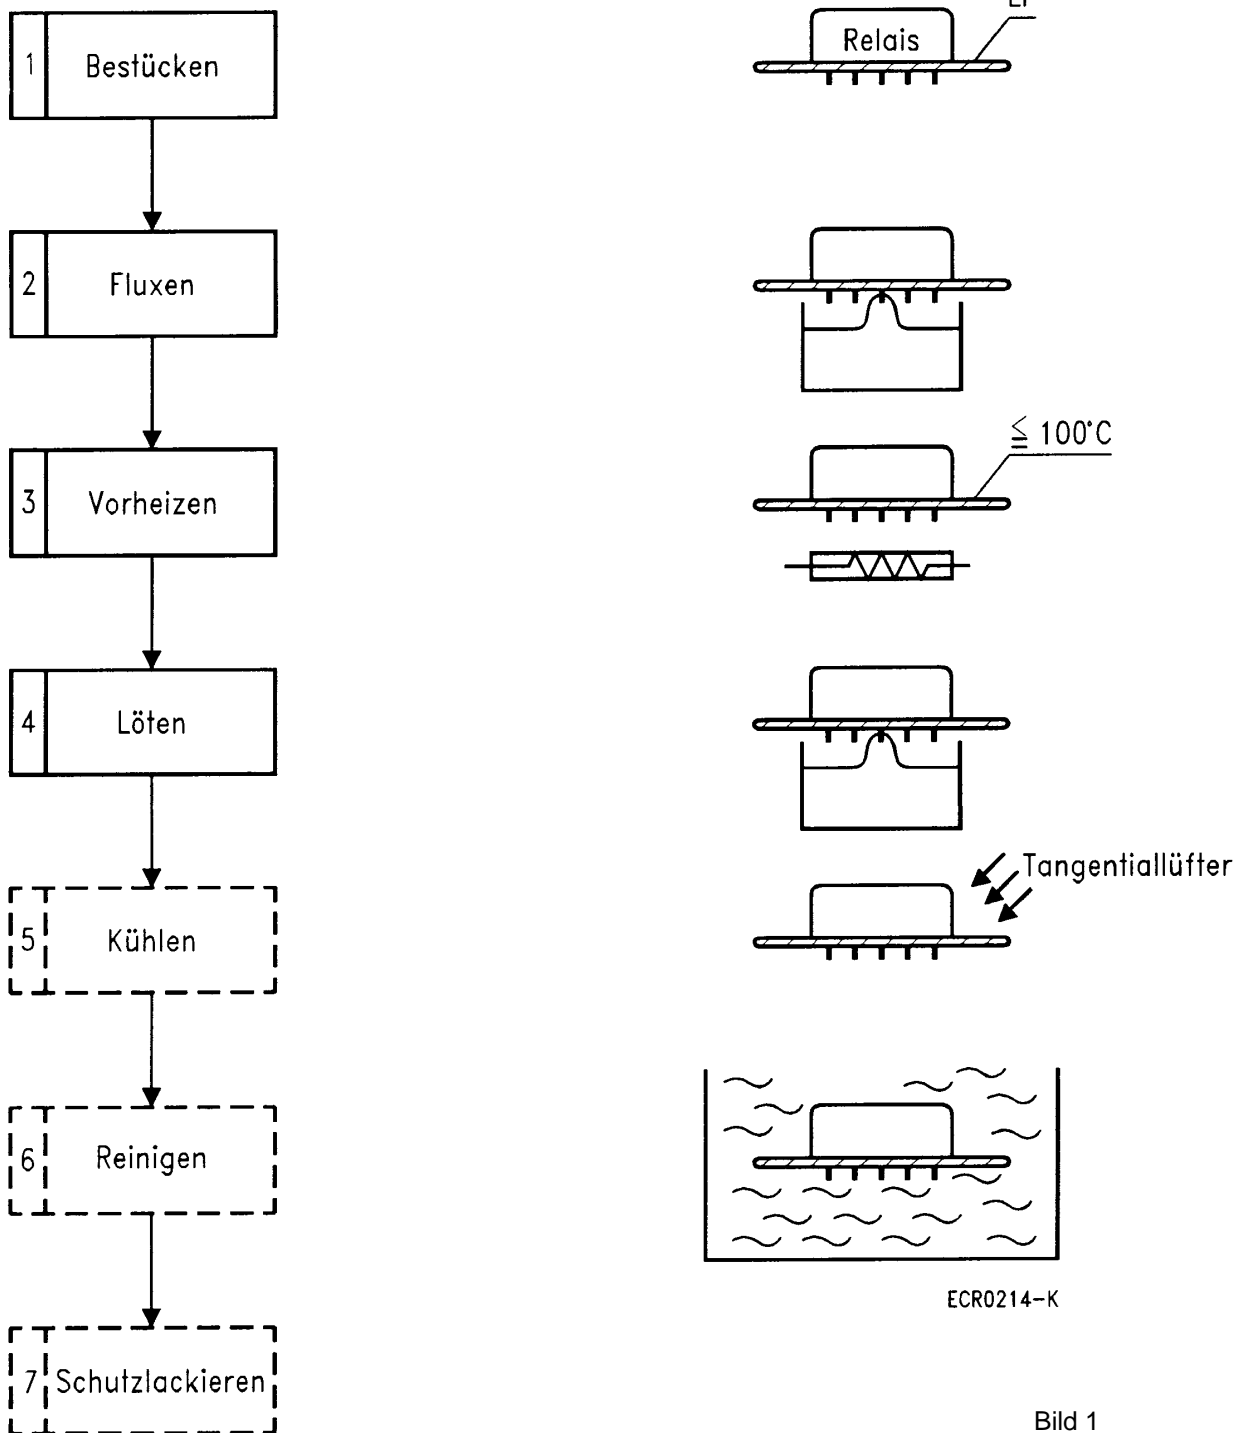 1 Bestücken
Relais
2 Fluxen
3 Vorheizen
≦ 100°C
4 Löten
Tangentiallüfter
5 Kühlen
6 Reinigen
ECR0214-K
7 Schutzlackieren
Bild 1